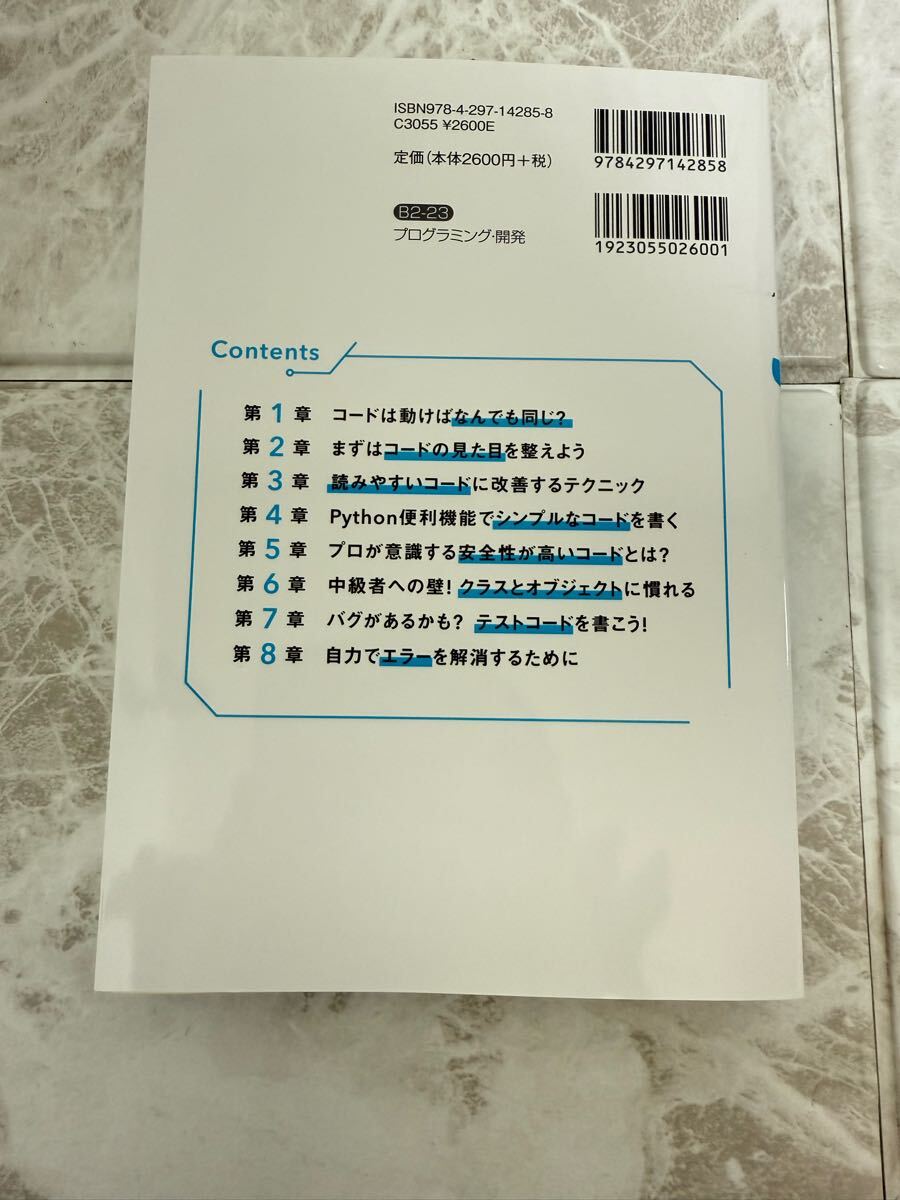 ISBN978-4-297-14285-8
C3055 ¥2600E
定価(本体2600円+税)
9784297142858
B2-23
プログラミング・開発
1923055026001
Contents
第1章 コードは動けばなんでも同じ?
第2章 まずはコードの見た目を整えよう
第3章 読みやすいコードに改善するテクニック
第4章 Python便利機能でシンプルなコードを書く
第5章 プロが意識する安全性が高いコードとは?
第6章 中級者への壁! クラスとオブジェクトに慣れる
第7章 バグがあるかも? テストコードを書こう!
第8章 自力でエラーを解消するために